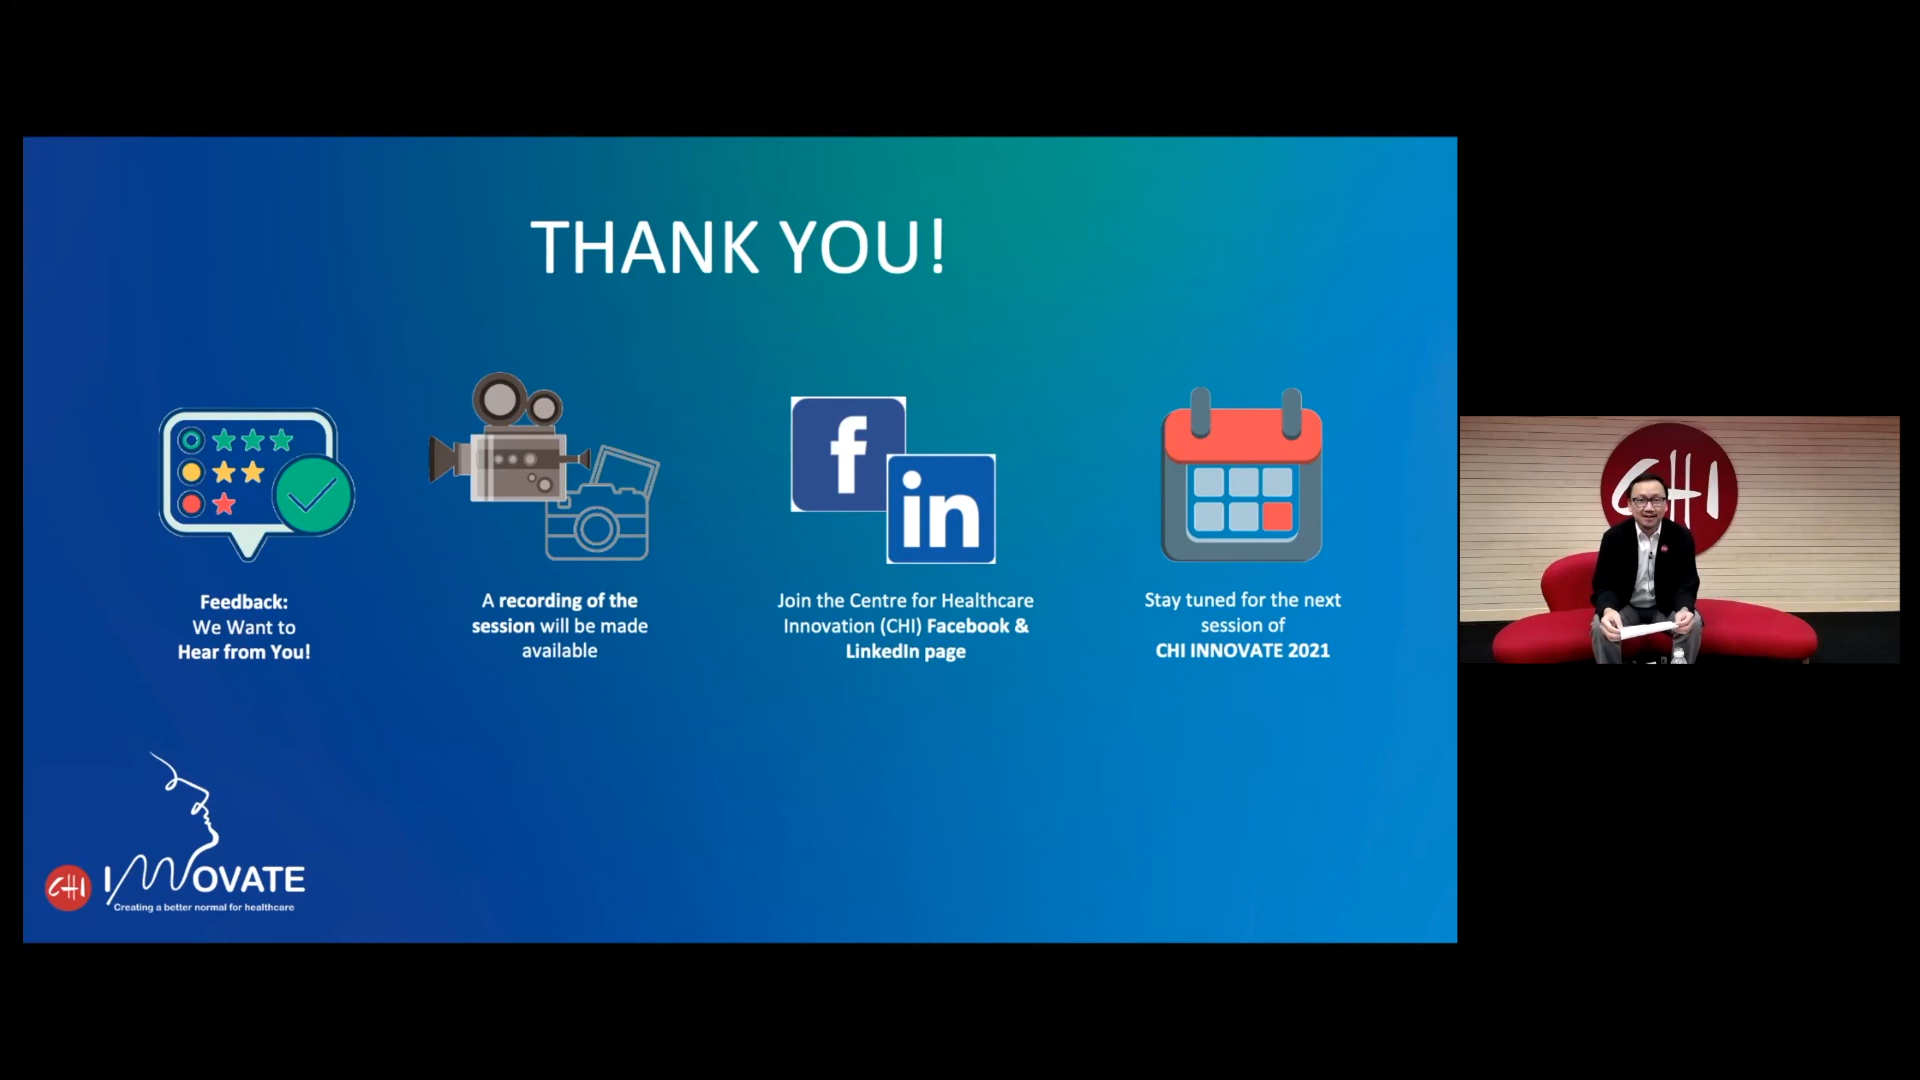 THANK YOU!
f
in
Feedback:
We Want to
Hear from You!
A recording of the
session will be made
available
Join the Centre for Healthcare
Innovation (CHI) Facebook &
LinkedIn page
Stay tuned for the next
session of
CHI INNOVATE 2021
CHI INNOVATE
Creating a better normal for healthcare
CHI